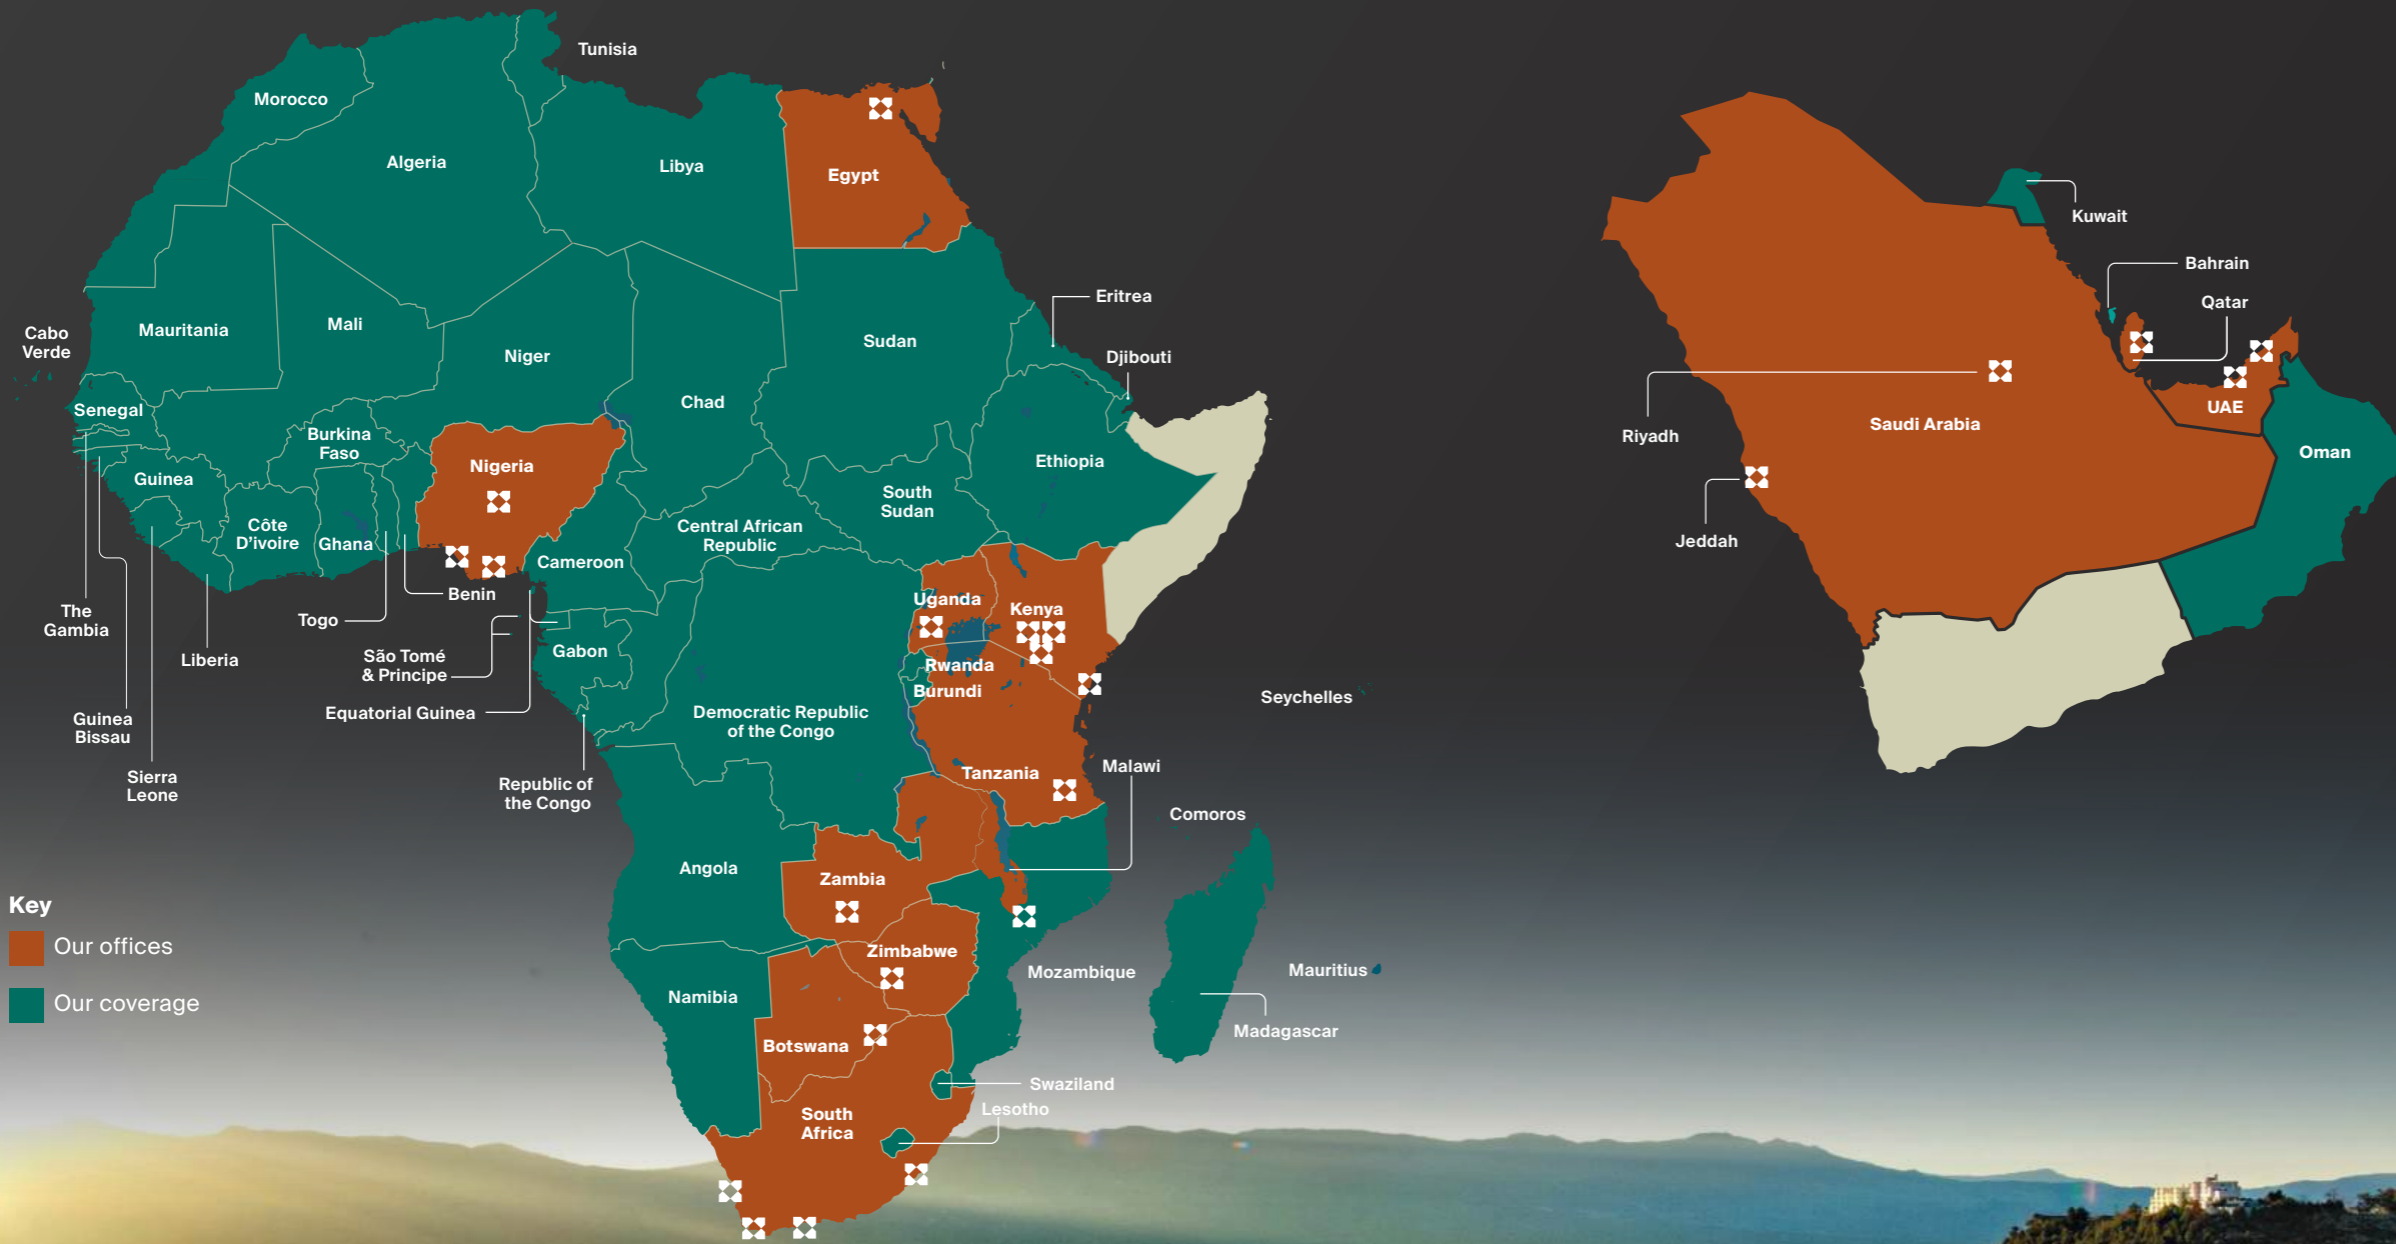 Tunisia
Morocco
Algeria
Libya
Egypt
Cabo
Verde
Mauritania
Mali
Niger
Chad
Sudan
Eritrea
Djibouti
Senegal
Burkina
Faso
Guinea
Nigeria
Ethiopia
South
Sudan
Côte
D'ivoire
Ghana
Central African
Republic
Cameroon
Benin
Togo
The
Gambia
Liberia
São Tomé
& Principe
Gabon
Uganda
Kenya
Rwanda
Burundi
Seychelles
Guinea
Bissau
Equatorial Guinea
Democratic Republic
of the Congo
Sierra
Leone
Republic of
the Congo
Tanzania
Malawi
Comoros
Angola
Zambia
Zimbabwe
Mozambique
Mauritius
Namibia
Botswana
Madagascar
Swaziland
Lesotho
South
Africa
Kuwait
Bahrain
Qatar
UAE
Saudi Arabia
Riyadh
Oman
Jeddah
Key
Our offices
Our coverage